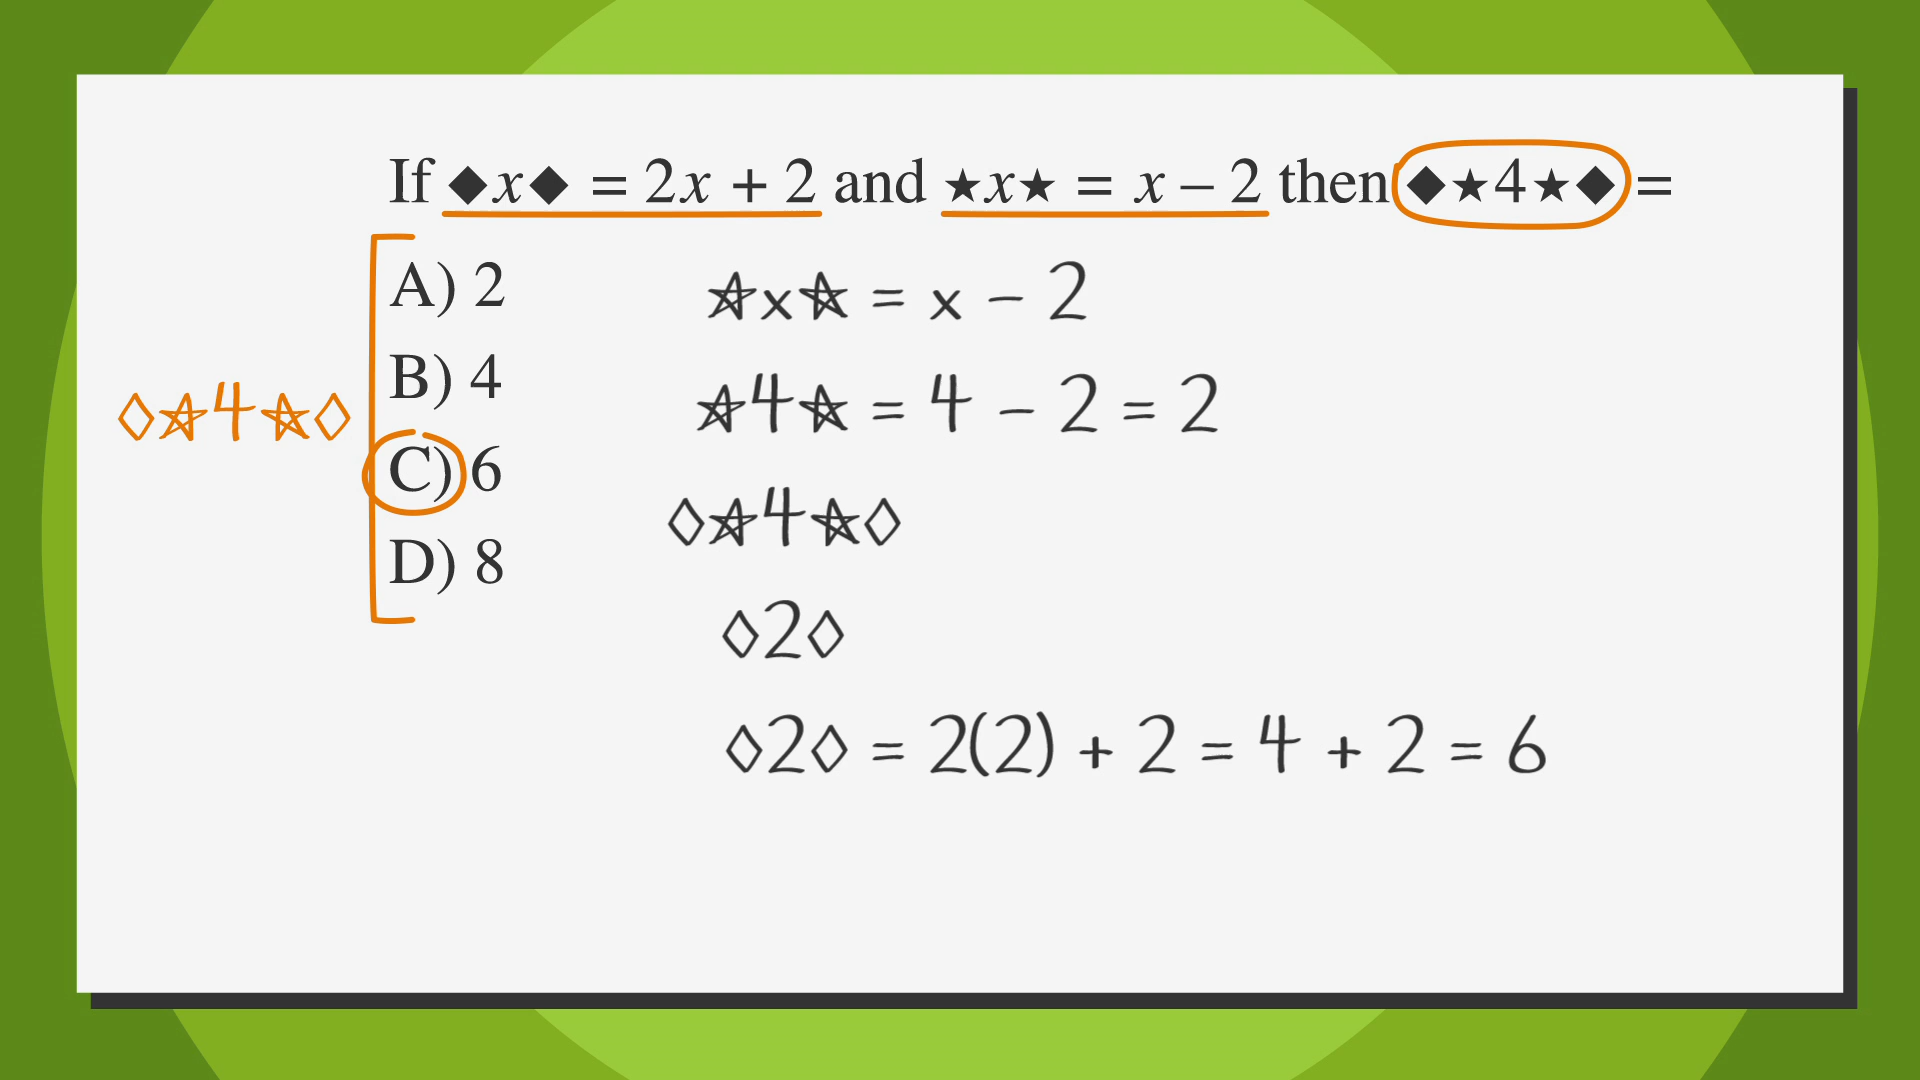 If ◆x◆ = 2x + 2 and ★x★ = x – 2 then ◆★4★◆ =
A) 2
B) 4
C) 6
D) 8
◇☆4☆◇
☆x☆ = x – 2
☆4☆ = 4 – 2 = 2
◇☆4☆◇
◇2◇
◇2◇ = 2(2) + 2 = 4 + 2 = 6